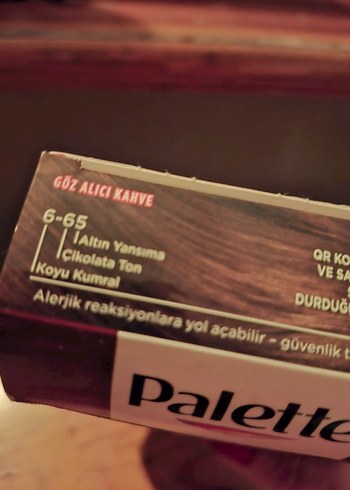 GÖZ ALICI KAHVE
6-65
Altın Yansıma
Çikolata Ton
Koyu Kumral
QR KO
VE SA
DURDUĞ
Alerjik reaksiyonlara yol açabilir - güvenlik t
Palette